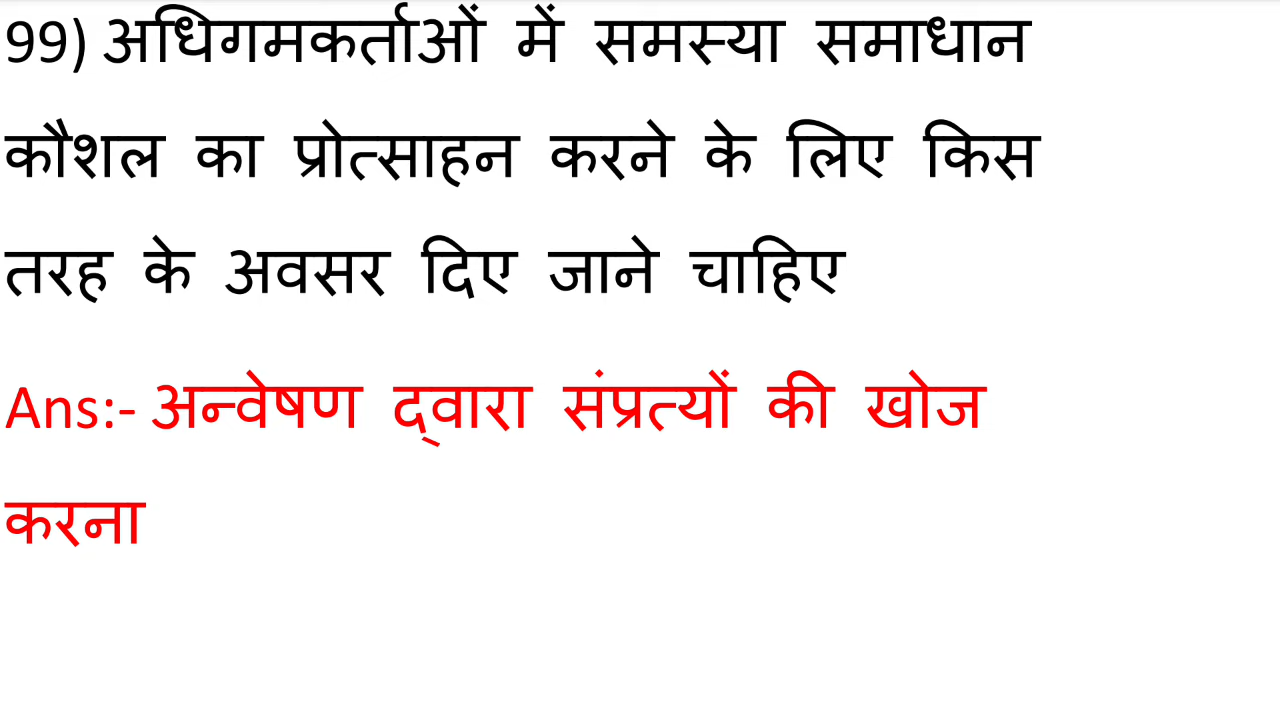 99) अधिगमकर्ताओं में समस्या समाधान
कौशल का प्रोत्साहन करने के लिए किस
तरह के अवसर दिए जाने चाहिए
Ans:- अन्वेषण द्वारा संप्रत्यों की खोज
करना